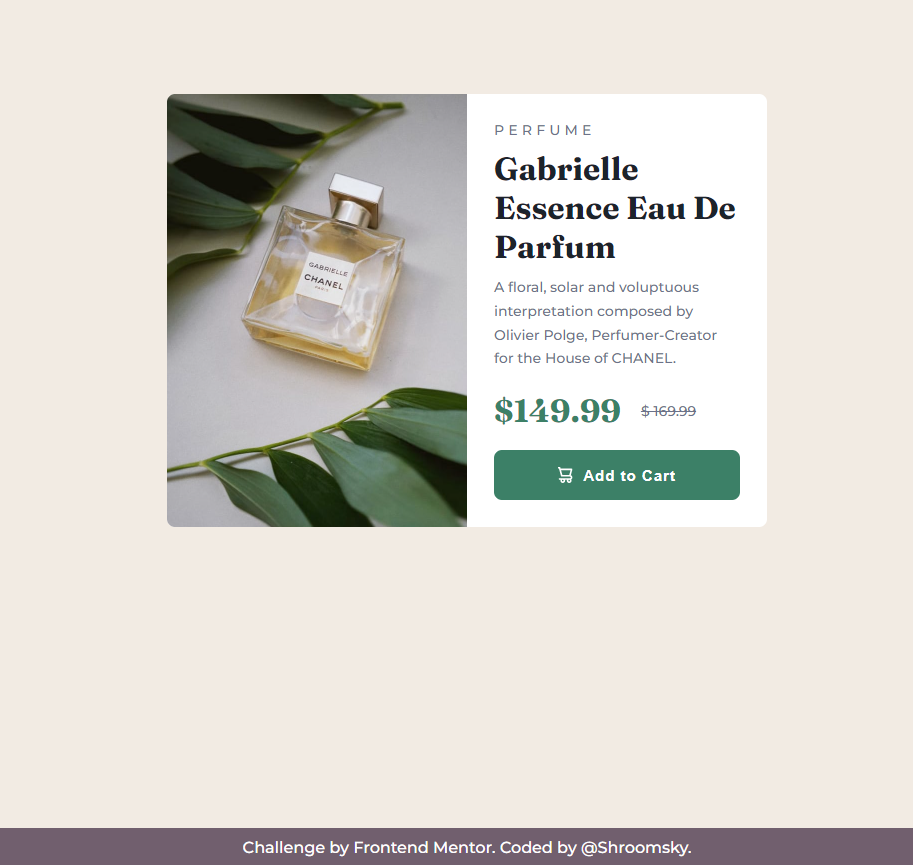 GABRIELLE
CHANEL
PARIS
PERFUME
Gabrielle
Essence Eau De
Parfum
A floral, solar and voluptuous
interpretation composed by
Olivier Polge, Perfumer-Creator
for the House of CHANEL.
$149.99 $ 169.99
Add to Cart
Challenge by Frontend Mentor. Coded by @Shroomsky.